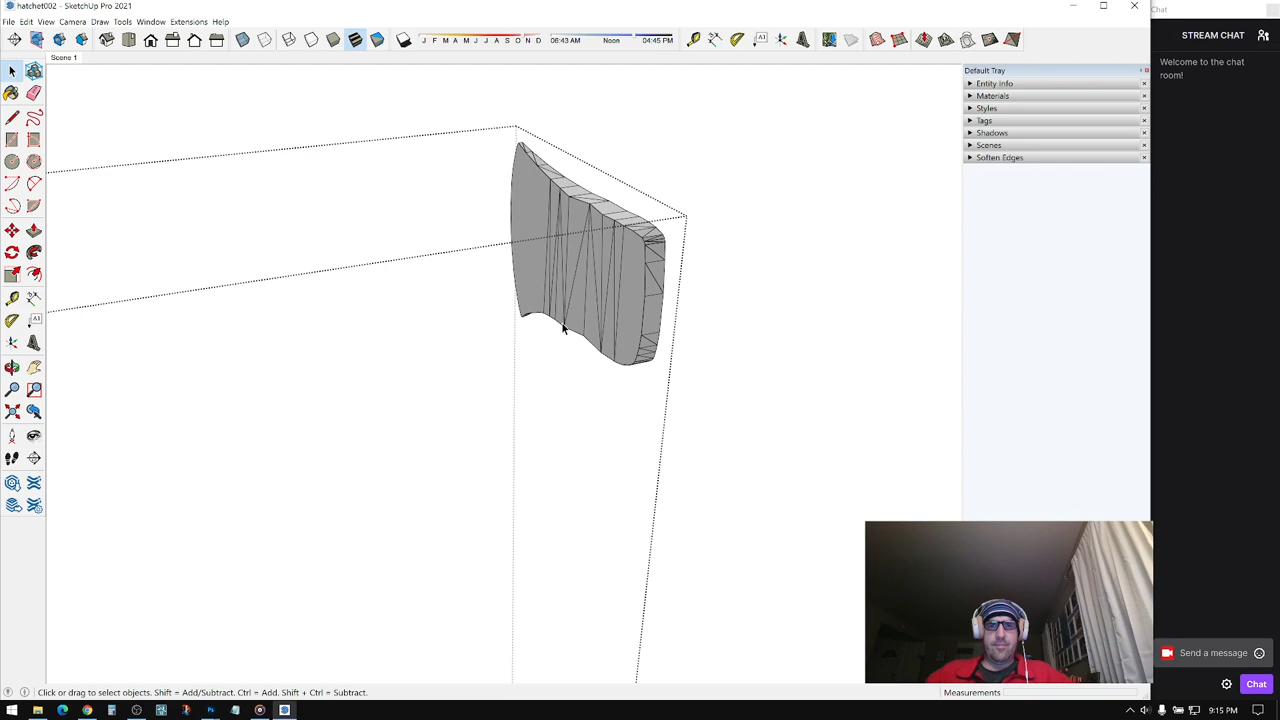 hatchet002 - SketchUp Pro 2021
Chat
File Edit View Camera Draw Tools Window Extensions Help
STREAM CHAT
J F M A M J J A S O N D 06:43 AM Noon 04:45 PM
Scene 1
Welcome to the chat
room!
Default Tray
Entity Info
Materials
Styles
Tags
Shadows
Scenes
Soften Edges
Send a message
Chat
Click or drag to select objects. Shift = Add/Subtract. Ctrl = Add. Shift + Ctrl = Subtract.
Measurements
9:15 PM